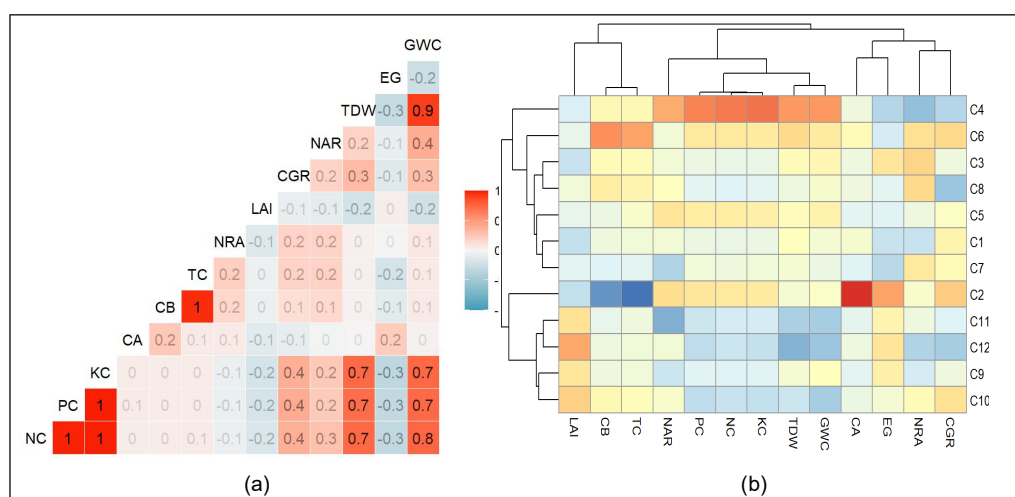 GWC
EG -0.2
TDW -0.3 0.9
NAR 0.2 -0.1 0.4
CGR 0.2 0.3 -0.1 0.3
LAI -0.1 -0.1 -0.2 0 -0.2
NRA -0.1 0.2 0.2 0 0 0.1
TC 0.2 0 0.2 0.2 0 -0.2 0.1
CB 1 0.2 0 0.1 0.1 0 -0.1 0.1
CA 0.2 0.1 0.1 -0.1 -0.1 0 0 0.2 0
KC 0 0 0 -0.1 -0.2 0.4 0.2 0.7 -0.3 0.7
PC 1 0.1 0 0 -0.1 -0.2 0.4 0.2 0.7 -0.3 0.7
NC 1 1 0 0 0.1 -0.1 -0.2 0.4 0.3 0.7 -0.3 0.8
1
(a)
C4
C6
C3
C8
C5
C1
C7
C2
C11
C12
C9
C10
LAI CB TC NAR PC NC KC TDW GWC CA EG NRA CGR
(b)